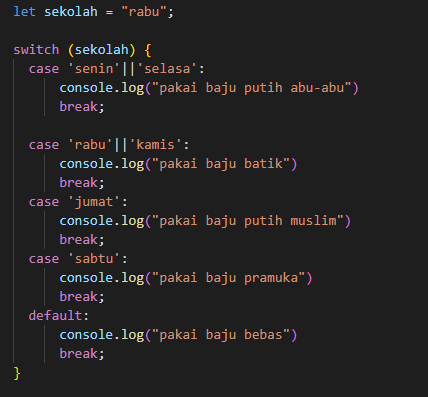 let sekolah = "rabu";

switch (sekolah) {
  case 'senin'||'selasa':
      console.log("pakai baju putih abu-abu")
      break;

  case 'rabu'||'kamis':
      console.log("pakai baju batik")
      break;
  case 'jumat':
      console.log("pakai baju putih muslim")
      break;
  case 'sabtu':
      console.log("pakai baju pramuka")
      break;
  default:
      console.log("pakai baju bebas")
      break;
}